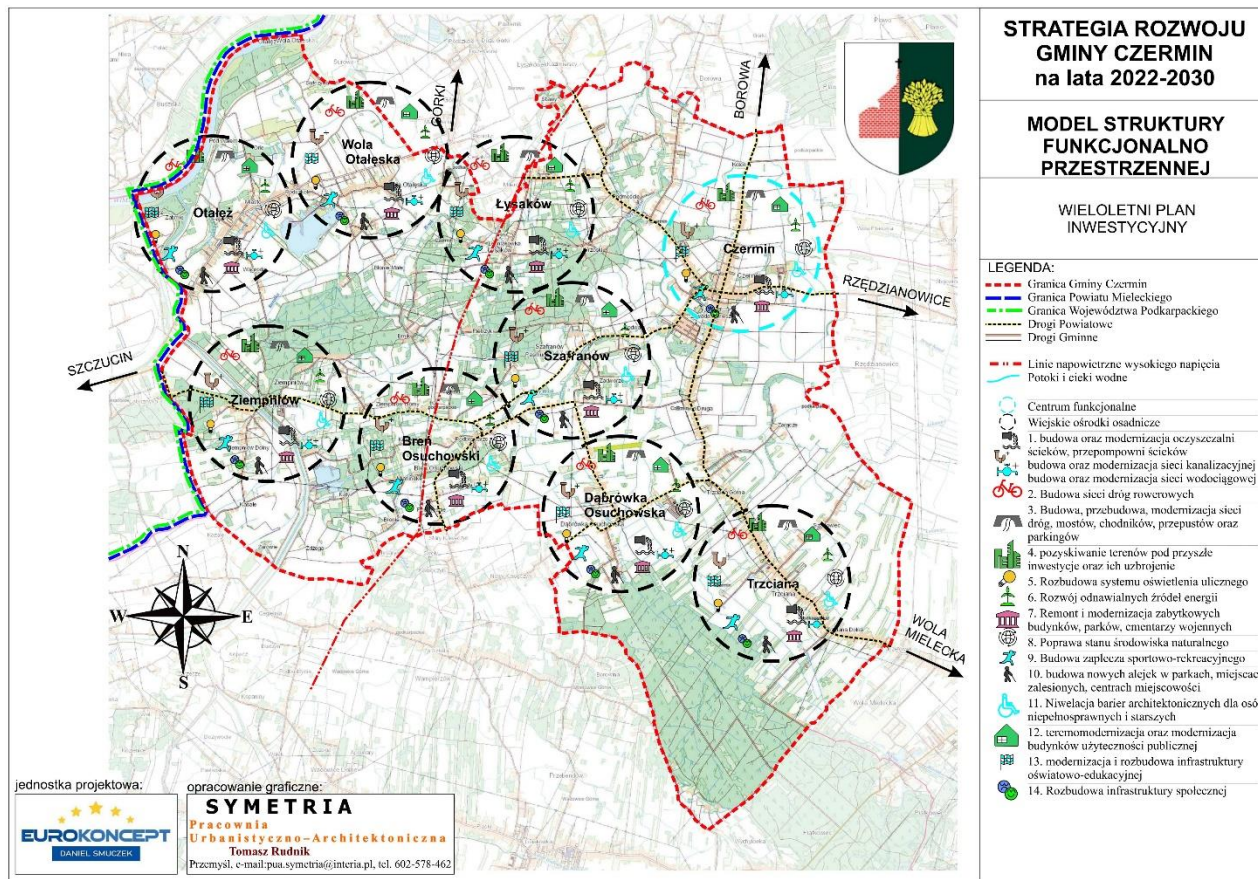 STRATEGIA ROZWOJU
GMINY CZERMIN
na lata 2022-2030
MODEL STRUKTURY
FUNKCJONALNO
PRZESTRZENNEJ
WIELOLETNI PLAN
INWESTYCYJNY
LEGENDA:
Granica Gminy Czermin
Granica Powiatu Mieleckiego
Granica Województwa Podkarpackiego
Drogi Powiatowe
Drogi Gminne
Linie napowietrzne wysokiego napięcia
Potoki i cieki wodne
Centrum funkcjonalne
Wiejskie ośrodki osadnicze
1. budowa oraz modernizacja oczyszczalni
ścieków, przepompowni ścieków
budowa oraz modernizacja sieci kanalizacyjnej
budowa oraz modernizacja sieci wodociągowej
2. Budowa sieci dróg rowerowych
3. Budowa, przebudowa, modernizacja sieci
dróg, mostów, chodników, przepustów oraz
parkingów
4. pozyskiwanie terenów pod przyszłe
inwestycje oraz ich uzbrojenie
5. Rozbudowa systemu oświetlenia ulicznego
6. Rozwój odnawialnych źródeł energii
7. Remont i modernizacja zabytkowych
budynków, parków, cmentarzy wojennych
8. Poprawa stanu środowiska naturalnego
9. Budowa zaplecza sportowo-rekreacyjnego
10. budowa nowych alejek w parkach, miejscac
zalesionych, centrach miejscowości
11. Niwelacja barier architektonicznych dla osó
niepełnosprawnych i starszych
12. teremomodernizacja oraz modernizacja
budynków użyteczności publicznej
13. modernizacja i rozbudowa infrastruktury
oświatowo-edukacyjnej
14. Rozbudowa infrastruktury społecznej
GÓRKI
BOROWA
Wola
Otałęska
Otałęż
Łysaków
Czermin
RZĘDZIANOWICE
SZCZUCIN
Szafranów
Ziempniów
Breń
Osuchowski
Dąbrówka
Osuchowska
Trzciana
WOLA
MIELECKA
N
W
E
S
jednostka projektowa:
EUROKONCEPT
DANIEL SMUCZEK
opracowanie graficzne:
SYMETRIA
Pracownia
Urbanistyczno-Architektoniczna
Tomasz Rudnik
Przemyśl, e-mail:pua.symetria@interia.pl, tel. 602-578-462